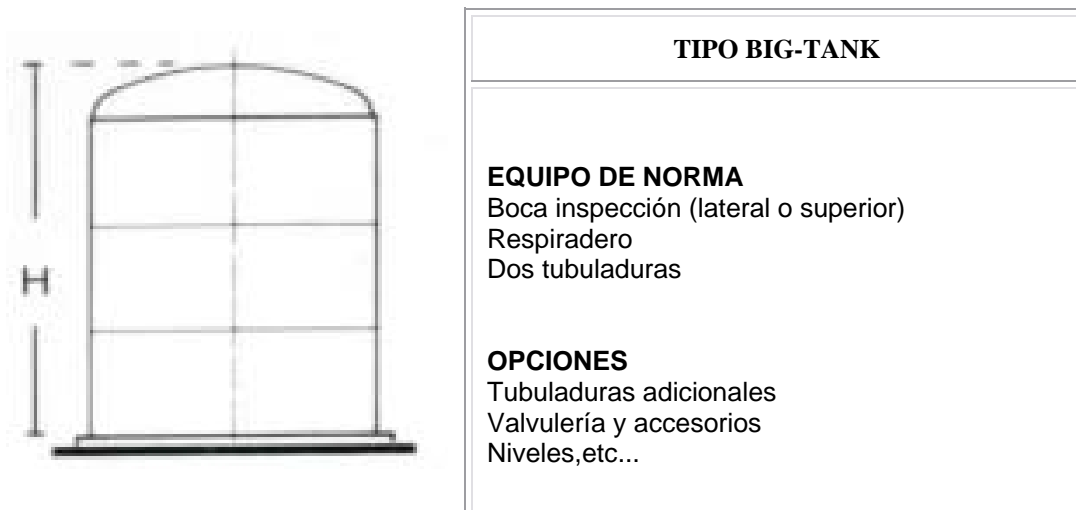 H
TIPO BIG-TANK
EQUIPO DE NORMA
Boca inspección (lateral o superior)
Respiradero
Dos tubuladuras
OPCIONES
Tubuladuras adicionales
Valvulería y accesorios
Niveles,etc...